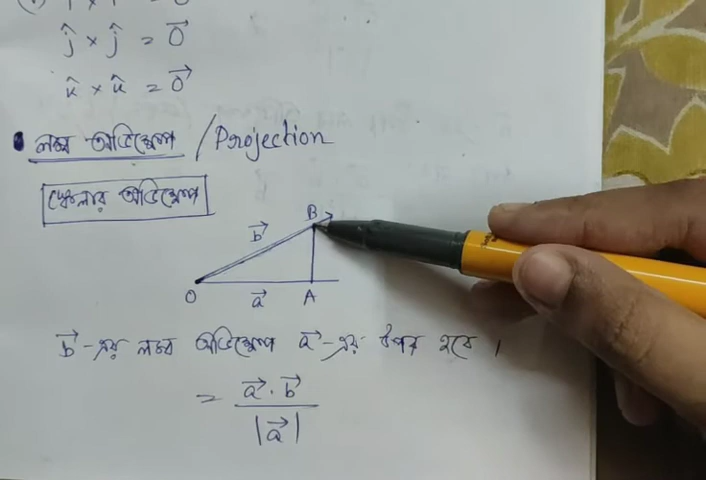 ĵ × ĵ = 0⃗
k̂ × k̂ = 0⃗
• লম্ব অভিক্ষেপ / Projection
স্কেলার অভিক্ষেপ
B
b⃗
O a⃗ A
b⃗ -এর লম্ব অভিক্ষেপ a⃗ -এর উপর হবে ।
= a⃗ . b⃗ / |a⃗|